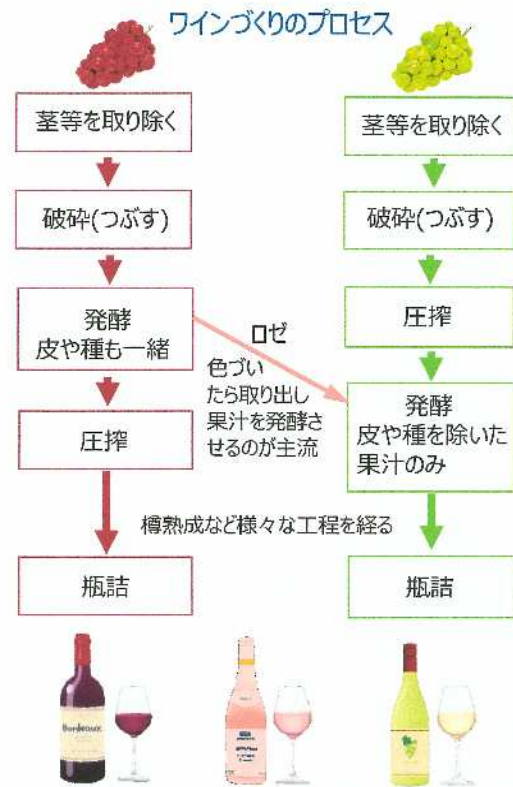 ワインづくりのプロセス
茎等を取り除く
破砕(つぶす)
発酵
皮や種も一緒
圧搾
瓶詰
ロゼ
色づい
たら取り出し
果汁を発酵さ
せるのが主流
樽熟成など様々な工程を経る
茎等を取り除く
破砕(つぶす)
圧搾
発酵
皮や種を除いた
果汁のみ
瓶詰
Bordeaux